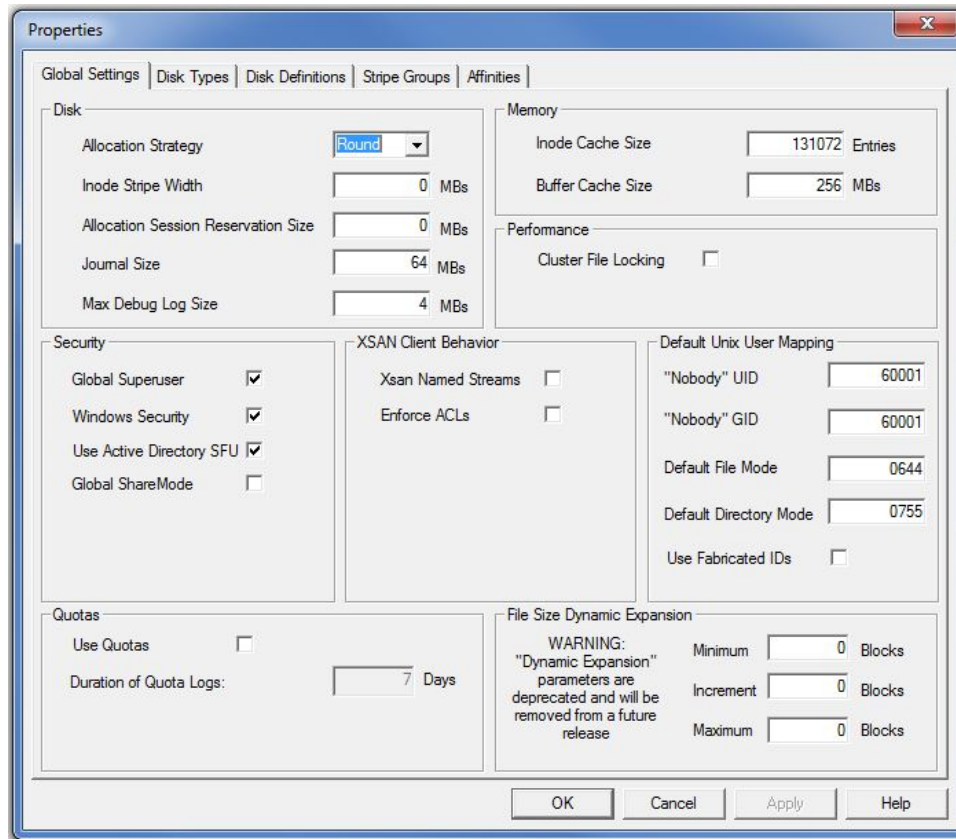 Properties
Global Settings
Disk Types
Disk Definitions
Stripe Groups
Affinities
Disk
Allocation Strategy Round
Inode Stripe Width 0 MBs
Allocation Session Reservation Size 0 MBs
Journal Size 64 MBs
Max Debug Log Size 4 MBs
Memory
Inode Cache Size 131072 Entries
Buffer Cache Size 256 MBs
Performance
Cluster File Locking
Security
Global Superuser
Windows Security
Use Active Directory SFU
Global ShareMode
XSAN Client Behavior
Xsan Named Streams
Enforce ACLs
Default Unix User Mapping
"Nobody" UID 60001
"Nobody" GID 60001
Default File Mode 0644
Default Directory Mode 0755
Use Fabricated IDs
Quotas
Use Quotas
Duration of Quota Logs: 7 Days
File Size Dynamic Expansion
WARNING:
"Dynamic Expansion"
parameters are
deprecated and will be
removed from a future
release
Minimum 0 Blocks
Increment 0 Blocks
Maximum 0 Blocks
OK
Cancel
Apply
Help